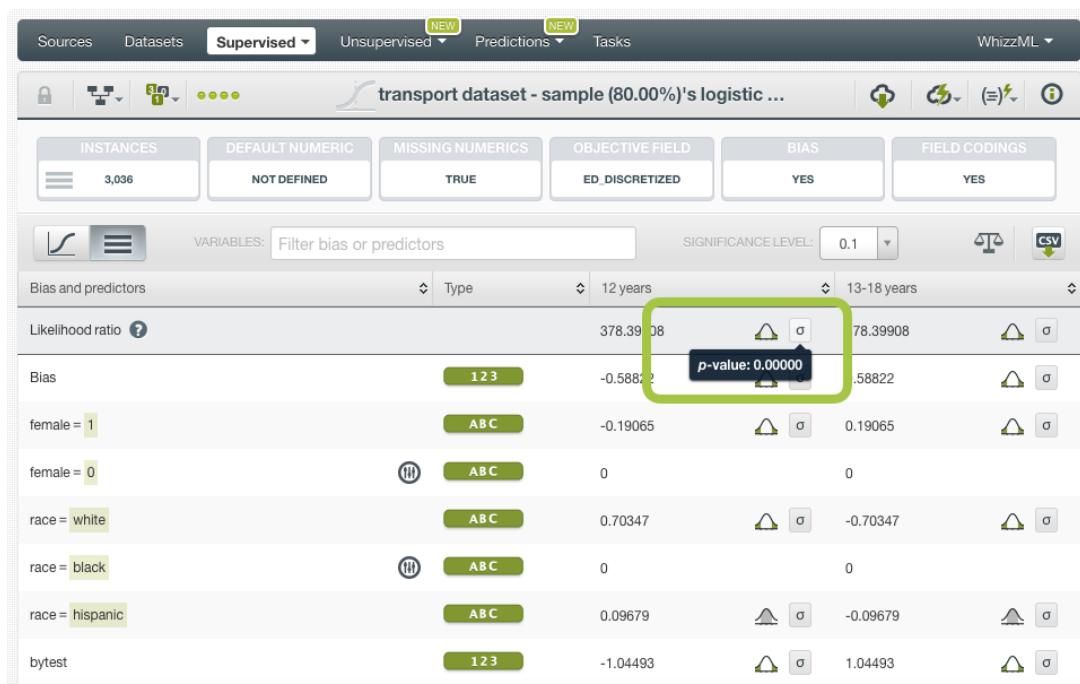 NEW NEW
Sources Datasets Supervised Unsupervised Predictions Tasks WhizzML
transport dataset - sample (80.00%)'s logistic ...
INSTANCES DEFAULT NUMERIC MISSING NUMERICS OBJECTIVE FIELD BIAS FIELD CODINGS
3,036 NOT DEFINED TRUE ED_DISCRETIZED YES YES
VARIABLES: Filter bias or predictors SIGNIFICANCE LEVEL: 0.1 CSV
Bias and predictors Type 12 years 13-18 years
Likelihood ratio ? 378.39908 σ 78.39908 σ
p-value: 0.00000
Bias 123 -0.58822 .58822 σ
female = 1 ABC -0.19065 σ 0.19065 σ
female = 0 ABC 0 0
race = white ABC 0.70347 σ -0.70347 σ
race = black ABC 0 0
race = hispanic ABC 0.09679 σ -0.09679 σ
bytest 123 -1.04493 σ 1.04493 σ